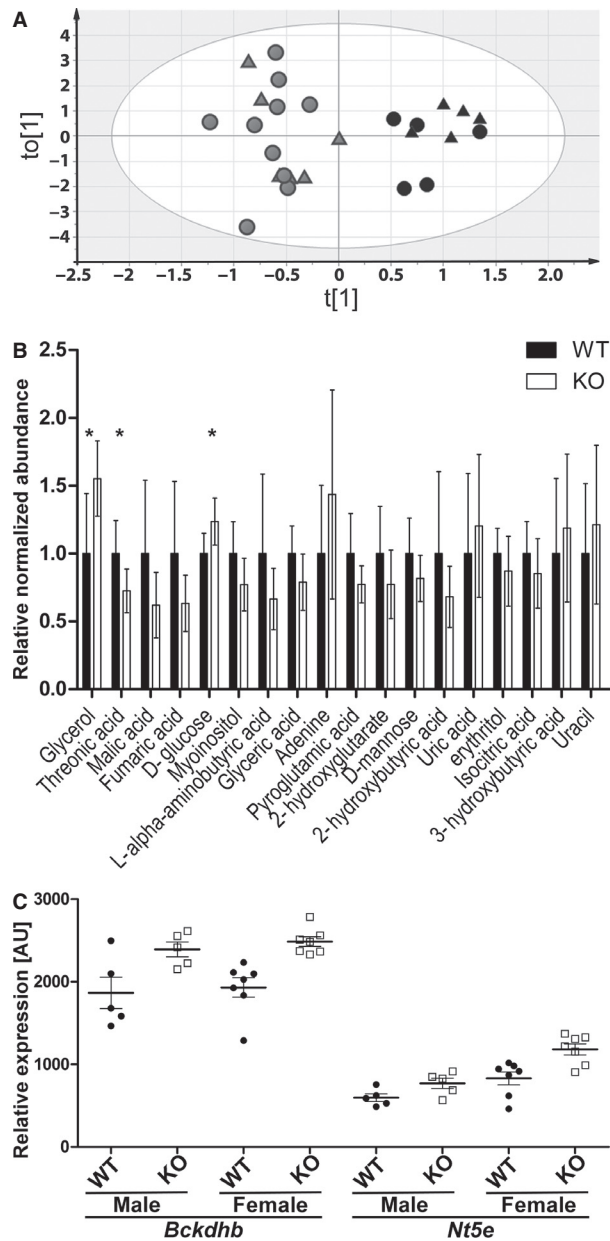 A
to[1]
4
3
2
1
0
−1
−2
−3
−4
−2.5 −2 −1.5 −1 −0.5 0 0.5 1 1.5 2.0
t[1]
B
WT
KO
Relative normalized abundance
2.5
2.0
1.5
1.0
0.5
0.0
* * *
Glycerol
Threonic acid
Malic acid
Fumaric acid
D- glucose
Myoinositol
L-alpha-aminobutyric acid
Glyceric acid
Adenine
Pyroglutamic acid
2- hydroxyglutarate
D-mannose
2-hydroxybutyric acid
Uric acid
erythritol
Isocitric acid
3-hydroxybutyric acid
Uracil
C
Relative expression [AU]
3000
2000
1000
0
WT KO WT KO WT KO WT KO
Male Female Male Female
Bckdhb Nt5e